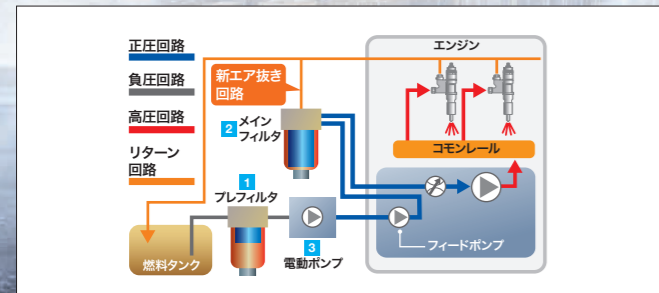 正圧回路
負圧回路
高圧回路
リターン
回路
新エア抜き
回路
2 メイン
フィルタ
1
プレフィルタ
3
電動ポンプ
燃料タンク
エンジン
コモンレール
フィードポンプ